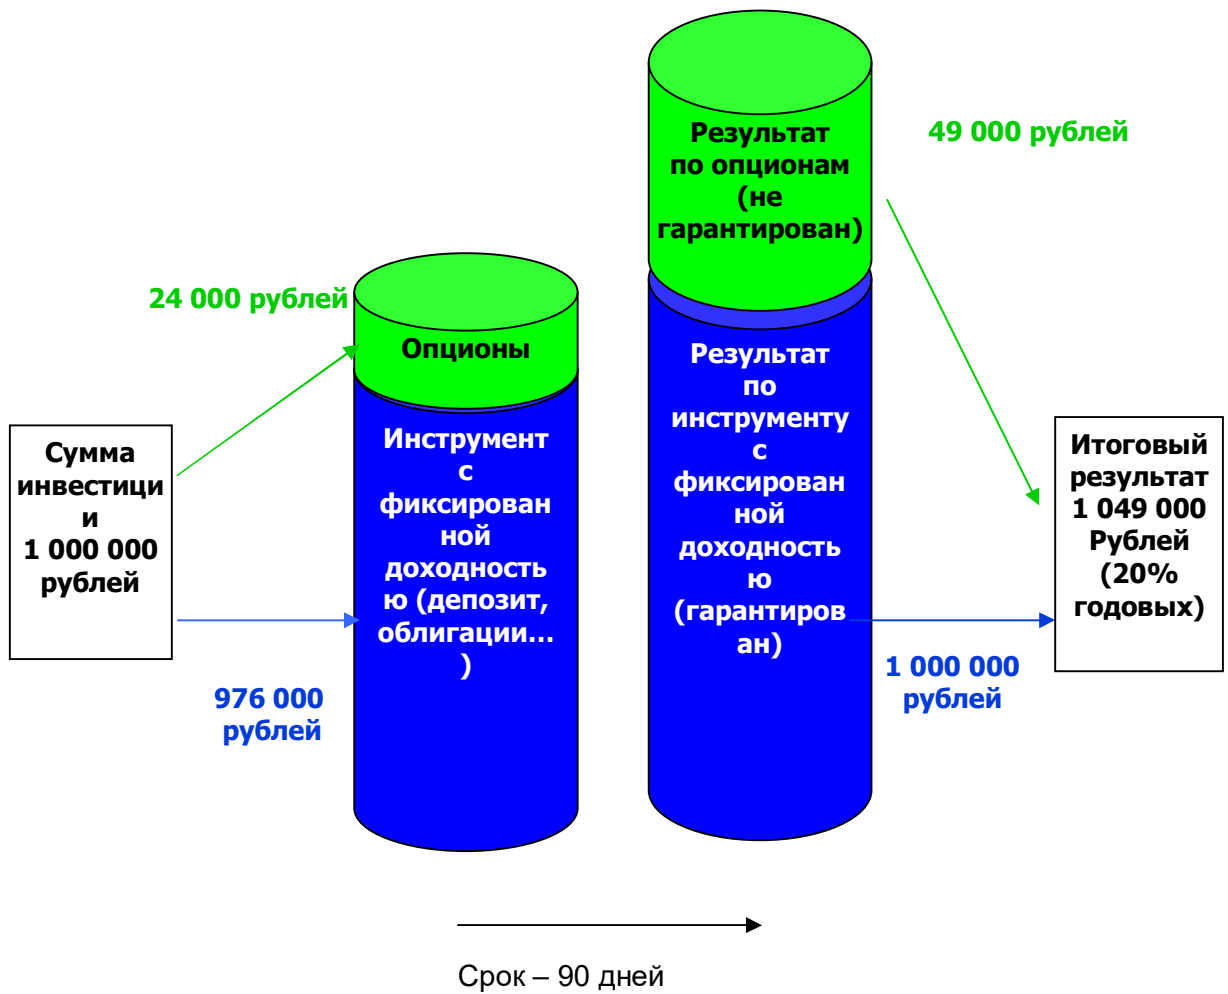 Сумма
инвестици
и
1 000 000
рублей
24 000 рублей
976 000
рублей
Опционы
Инструмент
с
фиксирован
ной
доходность
ю (депозит,
облигации...
)
Результат
по опционам
(не
гарантирован)
Результат
по
инструменту
с
фиксирован
ной
доходность
ю
(гарантиров
ан)
49 000 рублей
1 000 000
рублей
Итоговый
результат
1 049 000
Рублей
(20%
годовых)
Срок – 90 дней